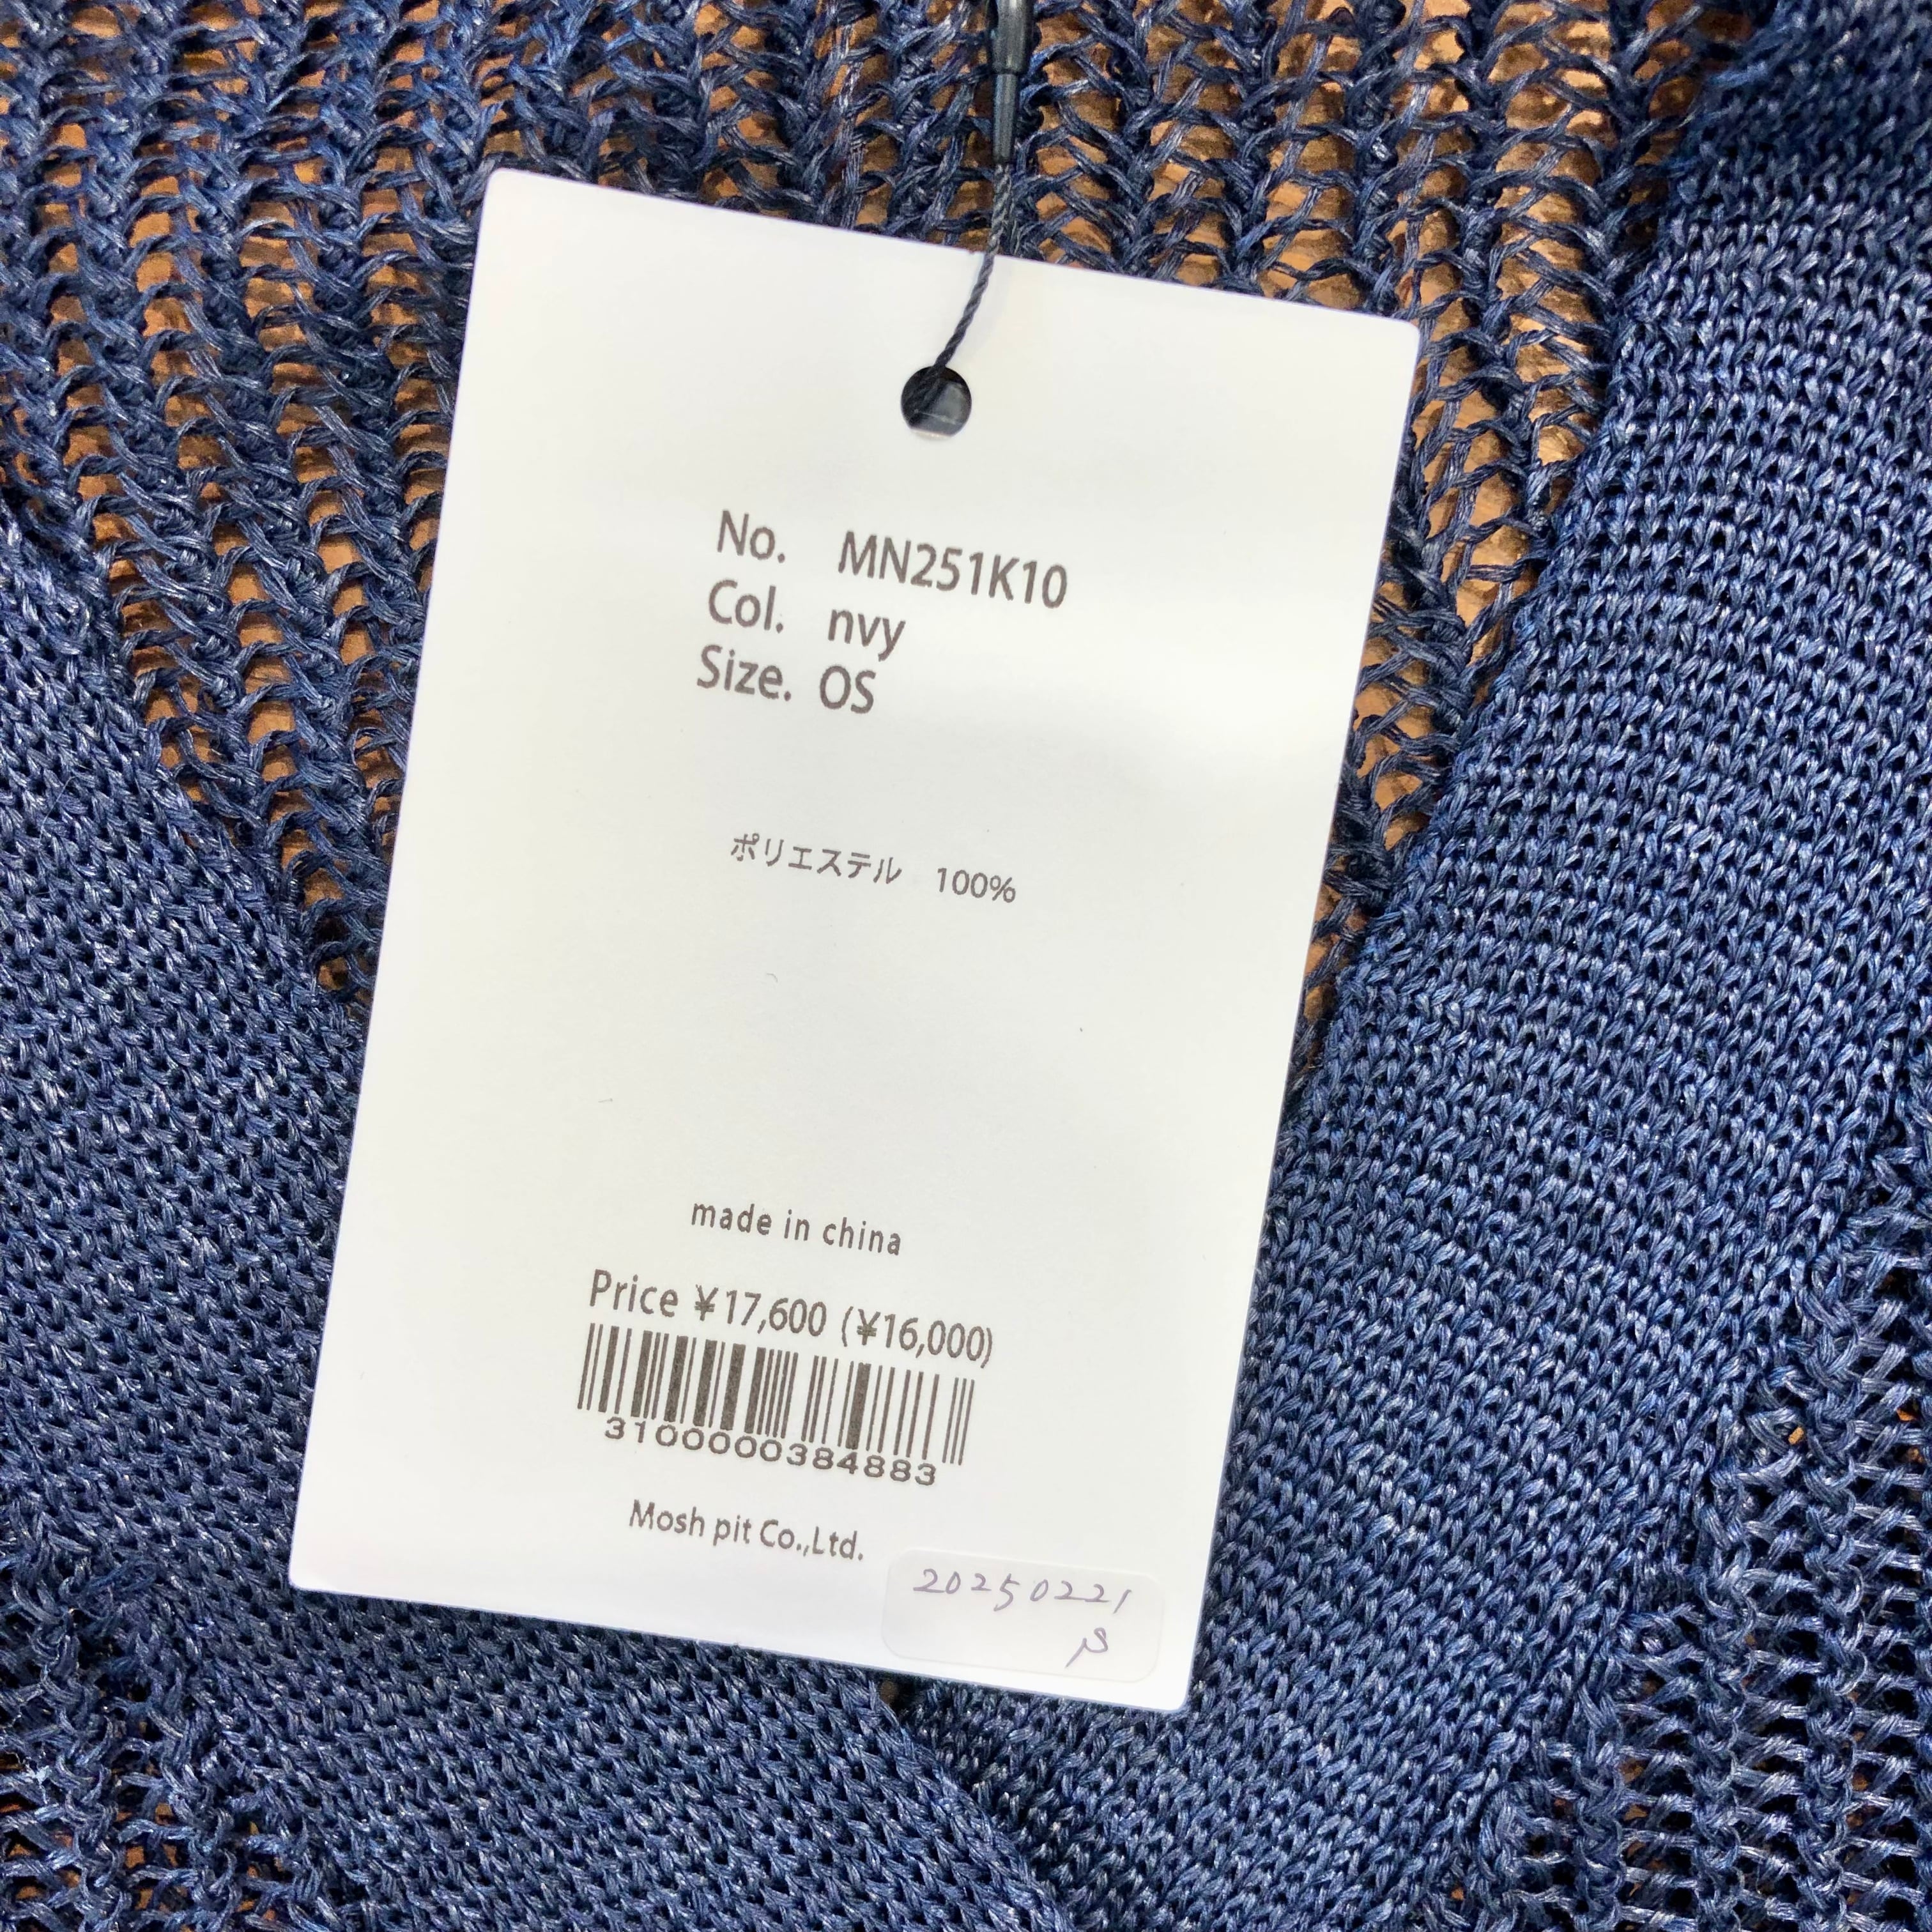 No. MN251K10
Col. nvy
Size. OS
ポリエステル 100%
made in china
Price ¥17,600 (¥16,000)
3100000384883
Mosh pit Co.,Ltd.
20250221